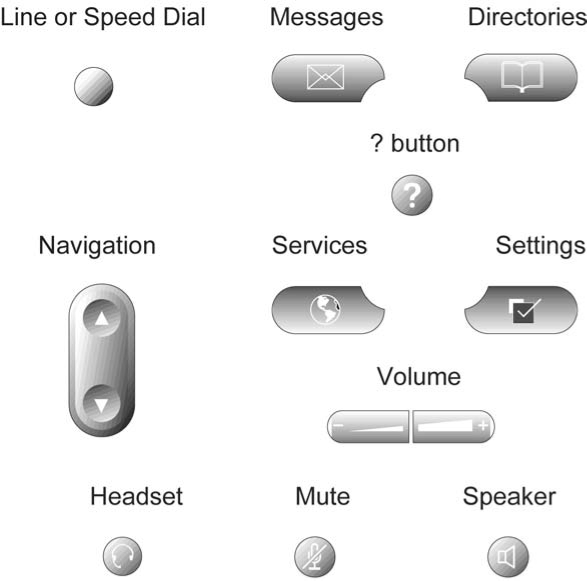 Line or Speed Dial
Messages
Directories
? button
?
Navigation
Services
Settings
Volume
- +
Headset
Mute
Speaker